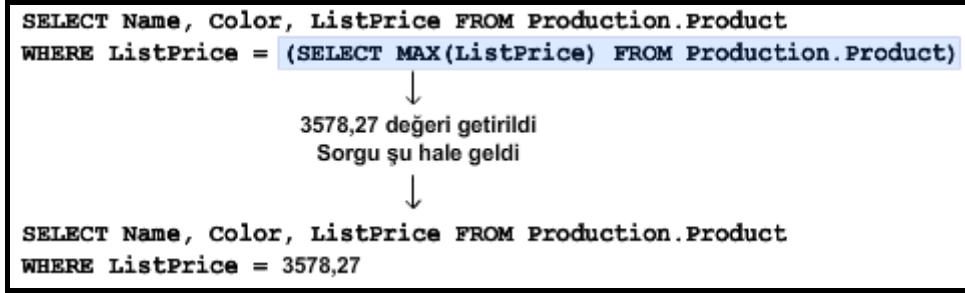 SELECT Name, Color, ListPrice FROM Production.Product
WHERE ListPrice = (SELECT MAX(ListPrice) FROM Production.Product)
3578,27 değeri getirildi
Sorgu şu hale geldi
SELECT Name, Color, ListPrice FROM Production.Product
WHERE ListPrice = 3578,27